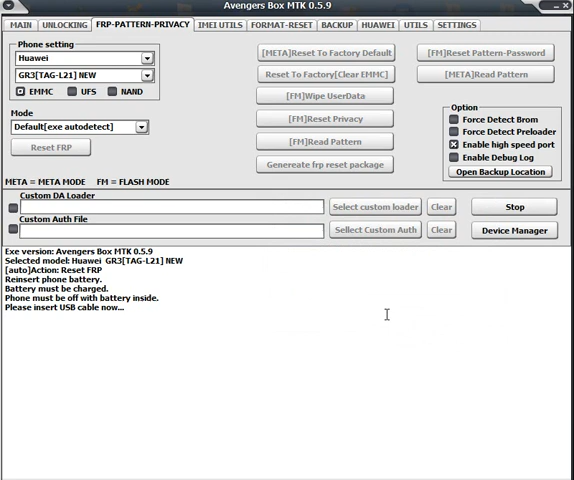 Avengers Box MTK 0.5.9
MAIN UNLOCKING FRP-PATTERN-PRIVACY IMEI UTILS FORMAT-RESET BACKUP HUAWEI UTILS SETTINGS
Phone setting
Huawei
GR3[TAG-L21] NEW
EMMC UFS NAND
Mode
Default[exe autodetect]
Reset FRP
[META]Reset To Factory Default
Reset To Factory[Clear EMMC]
[FM]Wipe UserData
[FM]Reset Privacy
[FM]Read Pattern
Genereate frp reset package
[FM]Reset Pattern-Password
[META]Read Pattern
Option
Force Detect Brom
Force Detect Preloader
Enable high speed port
Enable Debug Log
Open Backup Location
META = META MODE FM = FLASH MODE
Custom DA Loader
Select custom loader Clear Stop
Custom Auth File
Sellect Custom Auth Clear Device Manager
Exe version: Avengers Box MTK 0.5.9
Selected model: Huawei GR3[TAG-L21] NEW
[auto]Action: Reset FRP
Reinsert phone battery.
Battery must be charged.
Phone must be off with battery inside.
Please insert USB cable now...